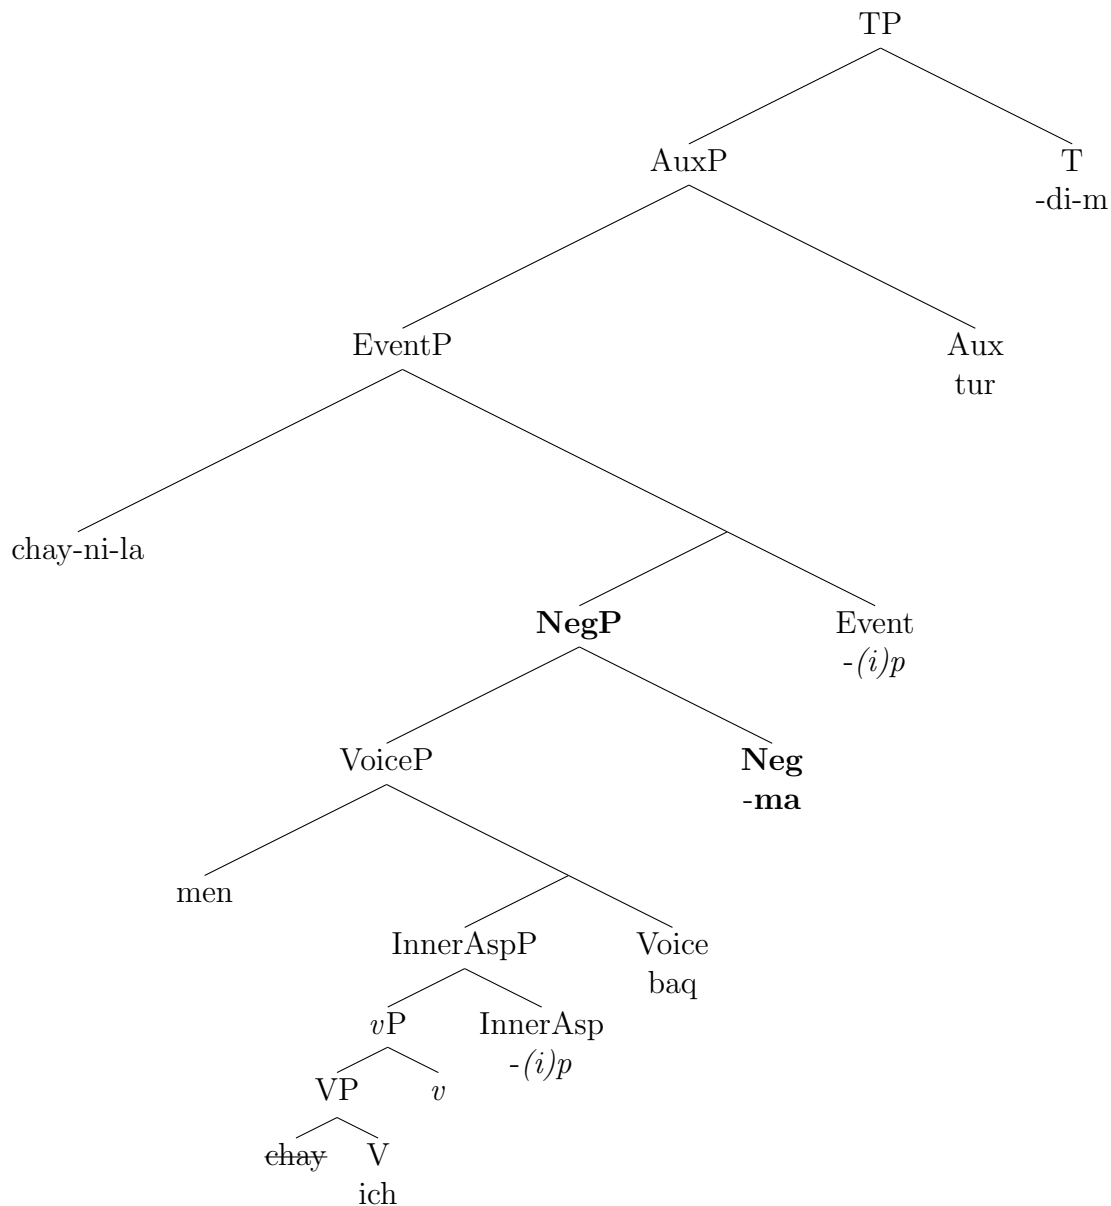 TP
AuxP
T
-di-m
EventP
Aux
tur
chay-ni-la
NegP
Event
-(i)p
VoiceP
Neg
-ma
men
InnerAspP
Voice
baq
vP
InnerAsp
-(i)p
VP
v
chay
V
ich